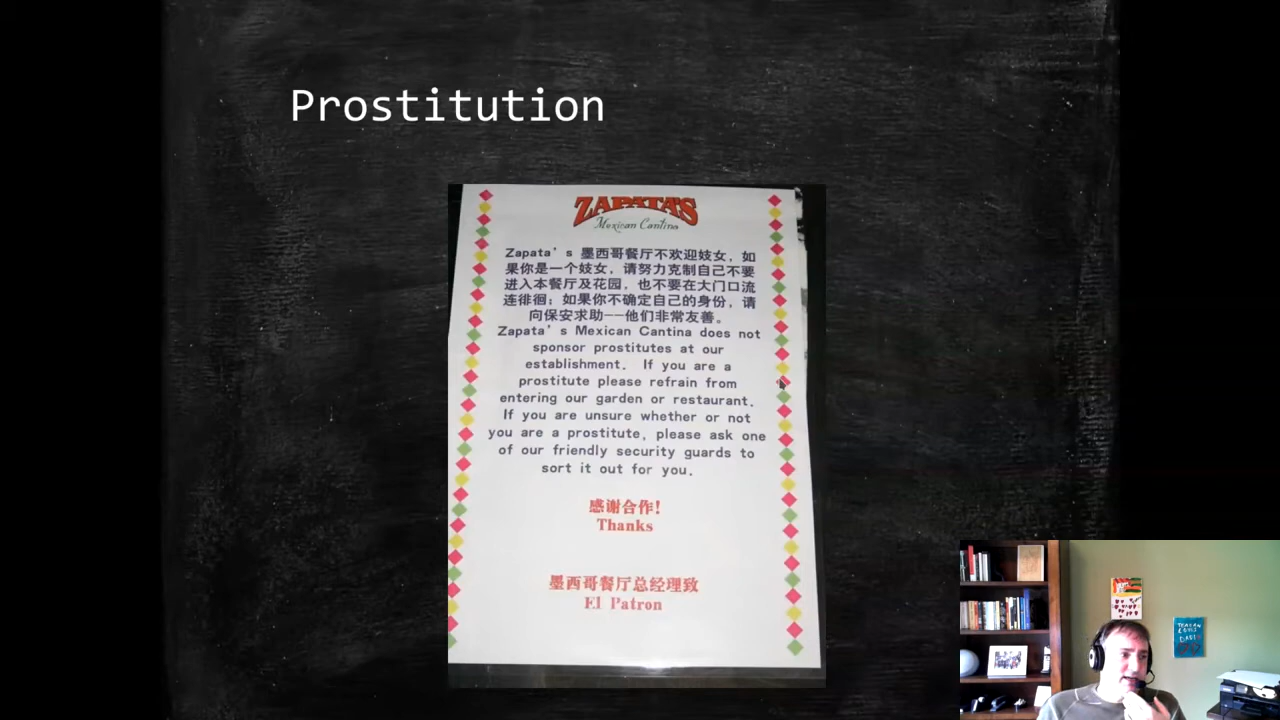 Prostitution
ZAPATA'S
Mexican Cantina
Zapata's 墨西哥餐厅不欢迎妓女，如
果你是一个妓女，请努力克制自己不要
进入本餐厅及花园，也不要在大门口流
连徘徊；如果你不确定自己的身份，请
向保安求助——他们非常友善。
Zapata's Mexican Cantina does not
sponsor prostitutes at our
establishment. If you are a
prostitute please refrain from
entering our garden or restaurant.
If you are unsure whether or not
you are a prostitute, please ask one
of our friendly security guards to
sort it out for you.
感谢合作！
Thanks
墨西哥餐厅总经理致
El Patron